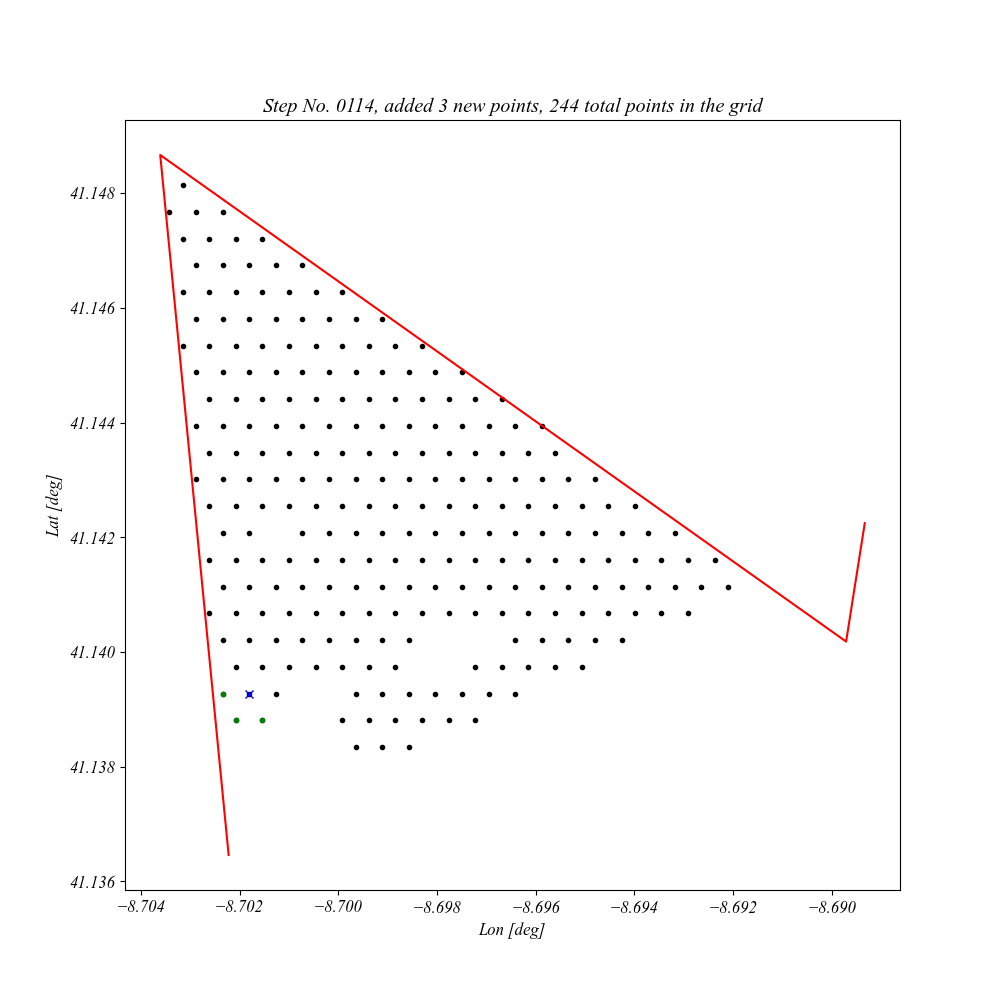 Step No. 0114, added 3 new points, 244 total points in the grid
41.148
41.146
41.144
41.142
41.140
41.138
41.136
Lat [deg]
−8.704 −8.702 −8.700 −8.698 −8.696 −8.694 −8.692 −8.690
Lon [deg]